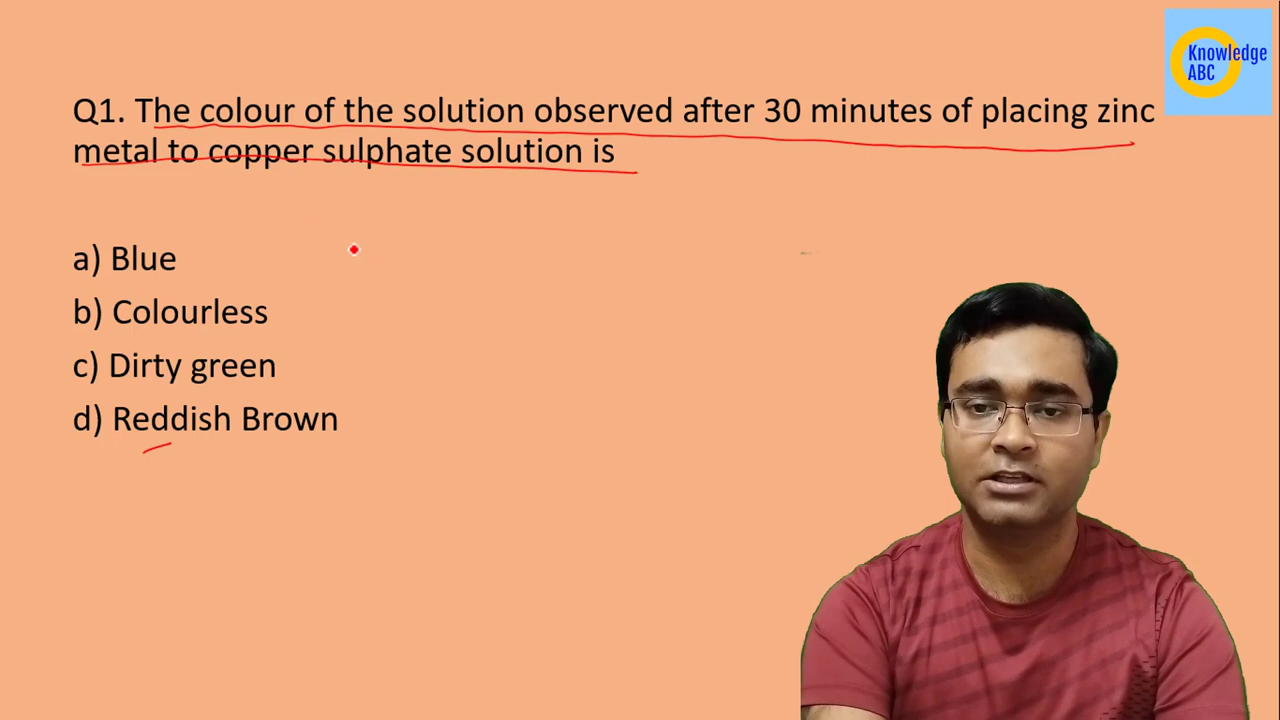 Knowledge
ABC
Q1. The colour of the solution observed after 30 minutes of placing zinc
metal to copper sulphate solution is
a) Blue
b) Colourless
c) Dirty green
d) Reddish Brown